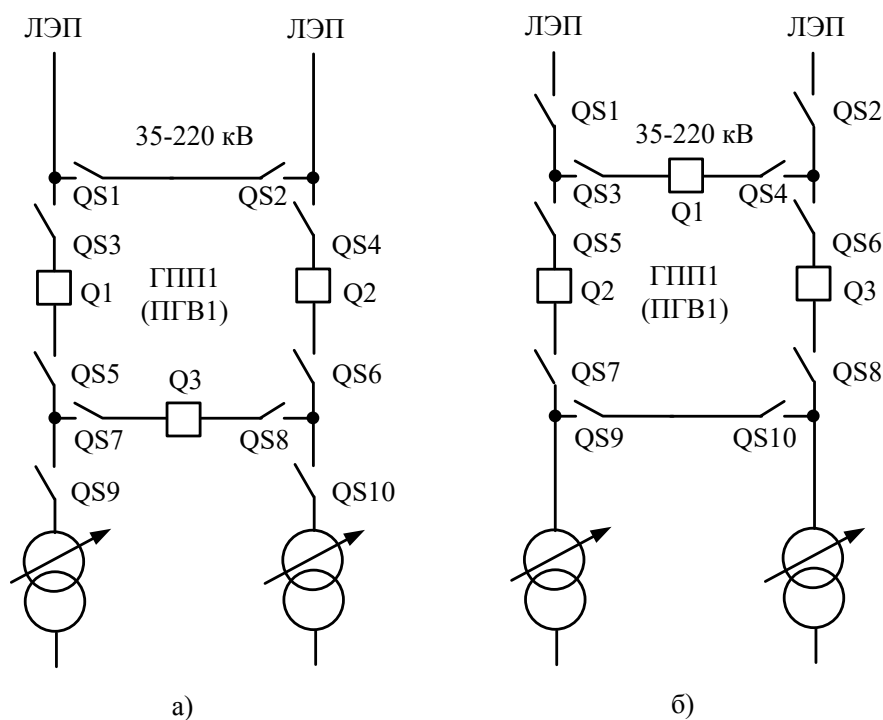 ЛЭП
ЛЭП
35-220 кВ
QS1
QS2
QS3
QS4
Q1
ГПП1
(ПГВ1)
Q2
QS5
Q3
QS6
QS7
QS8
QS9
QS10
а)
ЛЭП
ЛЭП
QS1
QS2
35-220 кВ
QS3
Q1
QS4
QS5
QS6
Q2
ГПП1
(ПГВ1)
Q3
QS7
QS8
QS9
QS10
б)